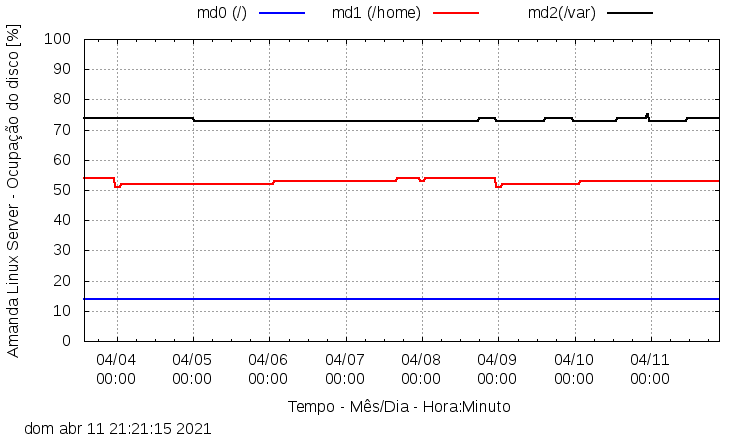 md0 (/) md1 (/home) md2(/var)
Amanda Linux Server - Ocupação do disco [%]
100
90
80
70
60
50
40
30
20
10
0
04/04 04/05 04/06 04/07 04/08 04/09 04/10 04/11
00:00 00:00 00:00 00:00 00:00 00:00 00:00 00:00
Tempo - Mês/Dia - Hora:Minuto
dom abr 11 21:21:15 2021